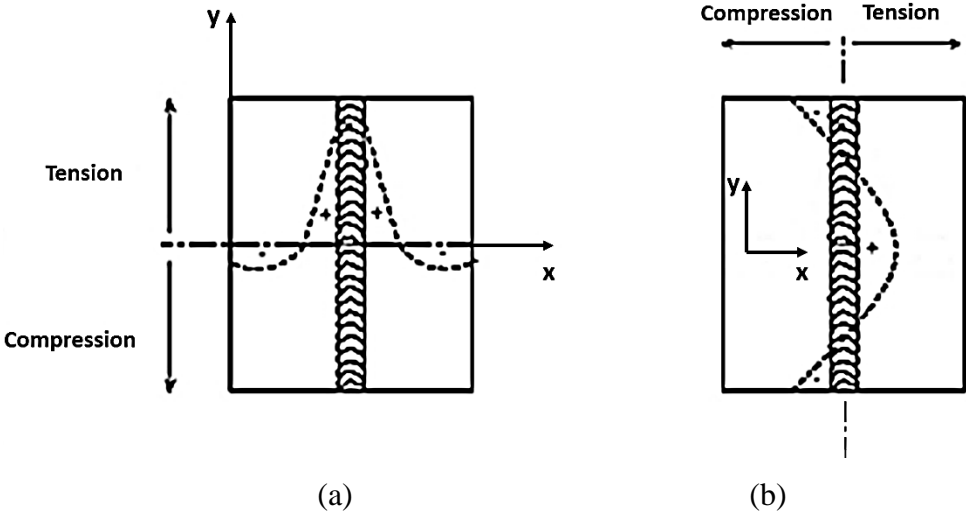 y
Tension
Compression
+ +
- -
x
(a)
Compression Tension
y
x
-
+
-
(b)